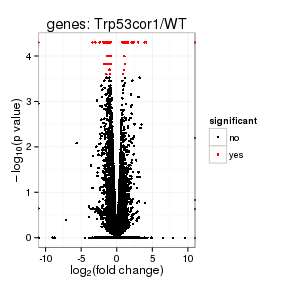 genes: Trp53cor1/WT
−log10(p value)
4
3
2
1
0
-10 -5 0 5 10
log2(fold change)
significant
no
yes